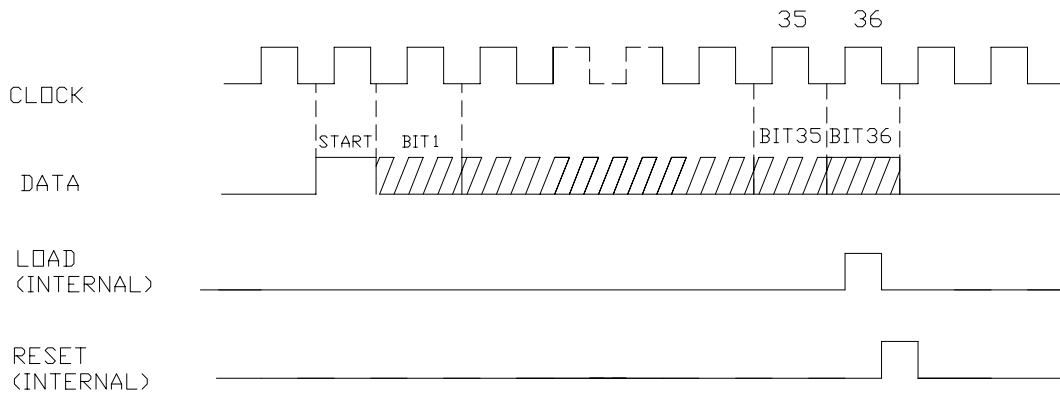 35 36
CLOCK
START BIT1 BIT35 BIT36
DATA
LOAD
(INTERNAL)
RESET
(INTERNAL)